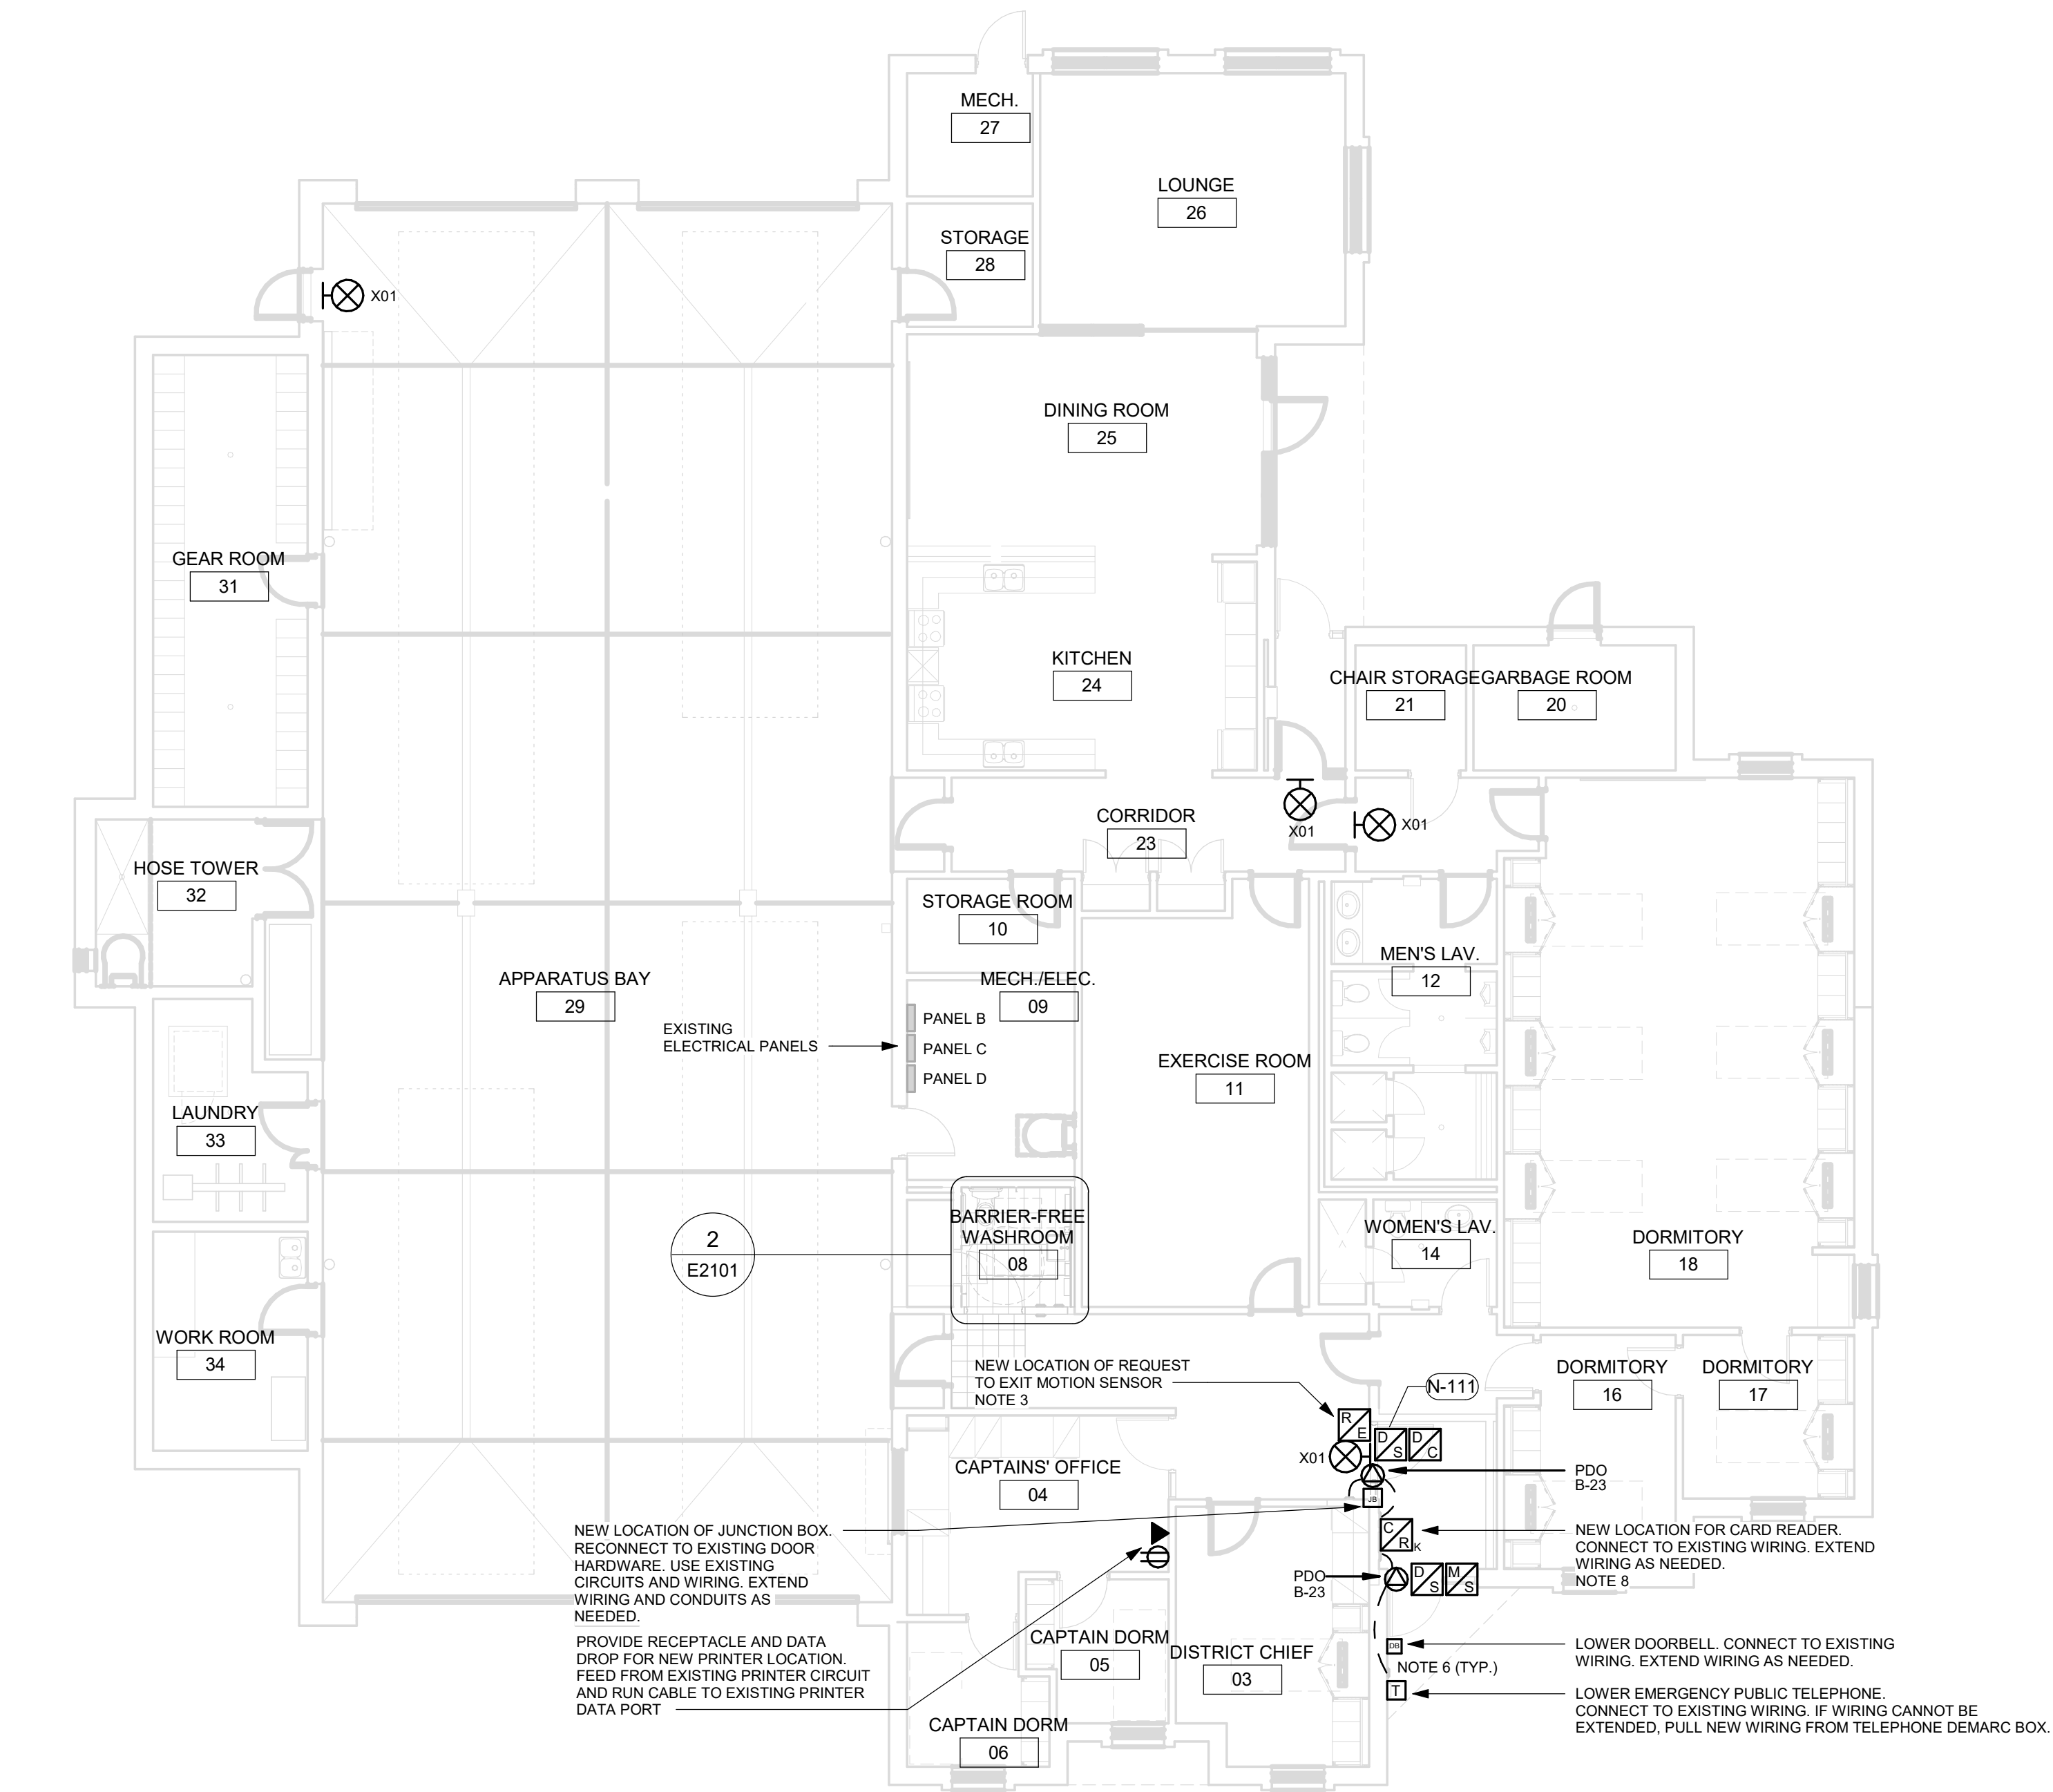 MECH.
27
LOUNGE
26
STORAGE
28
X01
DINING ROOM
25
GEAR ROOM
31
KITCHEN
24
CHAIR STORAGE
21
GARBAGE ROOM
20
CORRIDOR
23
X01
X01
HOSE TOWER
32
STORAGE ROOM
10
MEN'S LAV.
12
APPARATUS BAY
29
MECH./ELEC.
09
EXISTING
ELECTRICAL PANELS
PANEL B
PANEL C
PANEL D
EXERCISE ROOM
11
LAUNDRY
33
2
E2101
BARRIER-FREE
WASHROOM
08
WOMEN'S LAV.
14
DORMITORY
18
WORK ROOM
34
NEW LOCATION OF REQUEST
TO EXIT MOTION SENSOR
NOTE 3
N-111
DORMITORY
16
DORMITORY
17
R E
D S
D C
X01
CAPTAINS' OFFICE
04
PDO
B-23
JB
NEW LOCATION OF JUNCTION BOX.
RECONNECT TO EXISTING DOOR
HARDWARE. USE EXISTING
CIRCUITS AND WIRING. EXTEND
WIRING AND CONDUITS AS
NEEDED.
C R K
NEW LOCATION FOR CARD READER.
CONNECT TO EXISTING WIRING. EXTEND
WIRING AS NEEDED.
NOTE 8
PDO
B-23
D S
M S
PROVIDE RECEPTACLE AND DATA
DROP FOR NEW PRINTER LOCATION.
FEED FROM EXISTING PRINTER CIRCUIT
AND RUN CABLE TO EXISTING PRINTER
DATA PORT
CAPTAIN DORM
05
DISTRICT CHIEF
03
DB
LOWER DOORBELL. CONNECT TO EXISTING
WIRING. EXTEND WIRING AS NEEDED.
NOTE 6 (TYP.)
T
LOWER EMERGENCY PUBLIC TELEPHONE.
CONNECT TO EXISTING WIRING. IF WIRING CANNOT BE
EXTENDED, PULL NEW WIRING FROM TELEPHONE DEMARC BOX.
CAPTAIN DORM
06